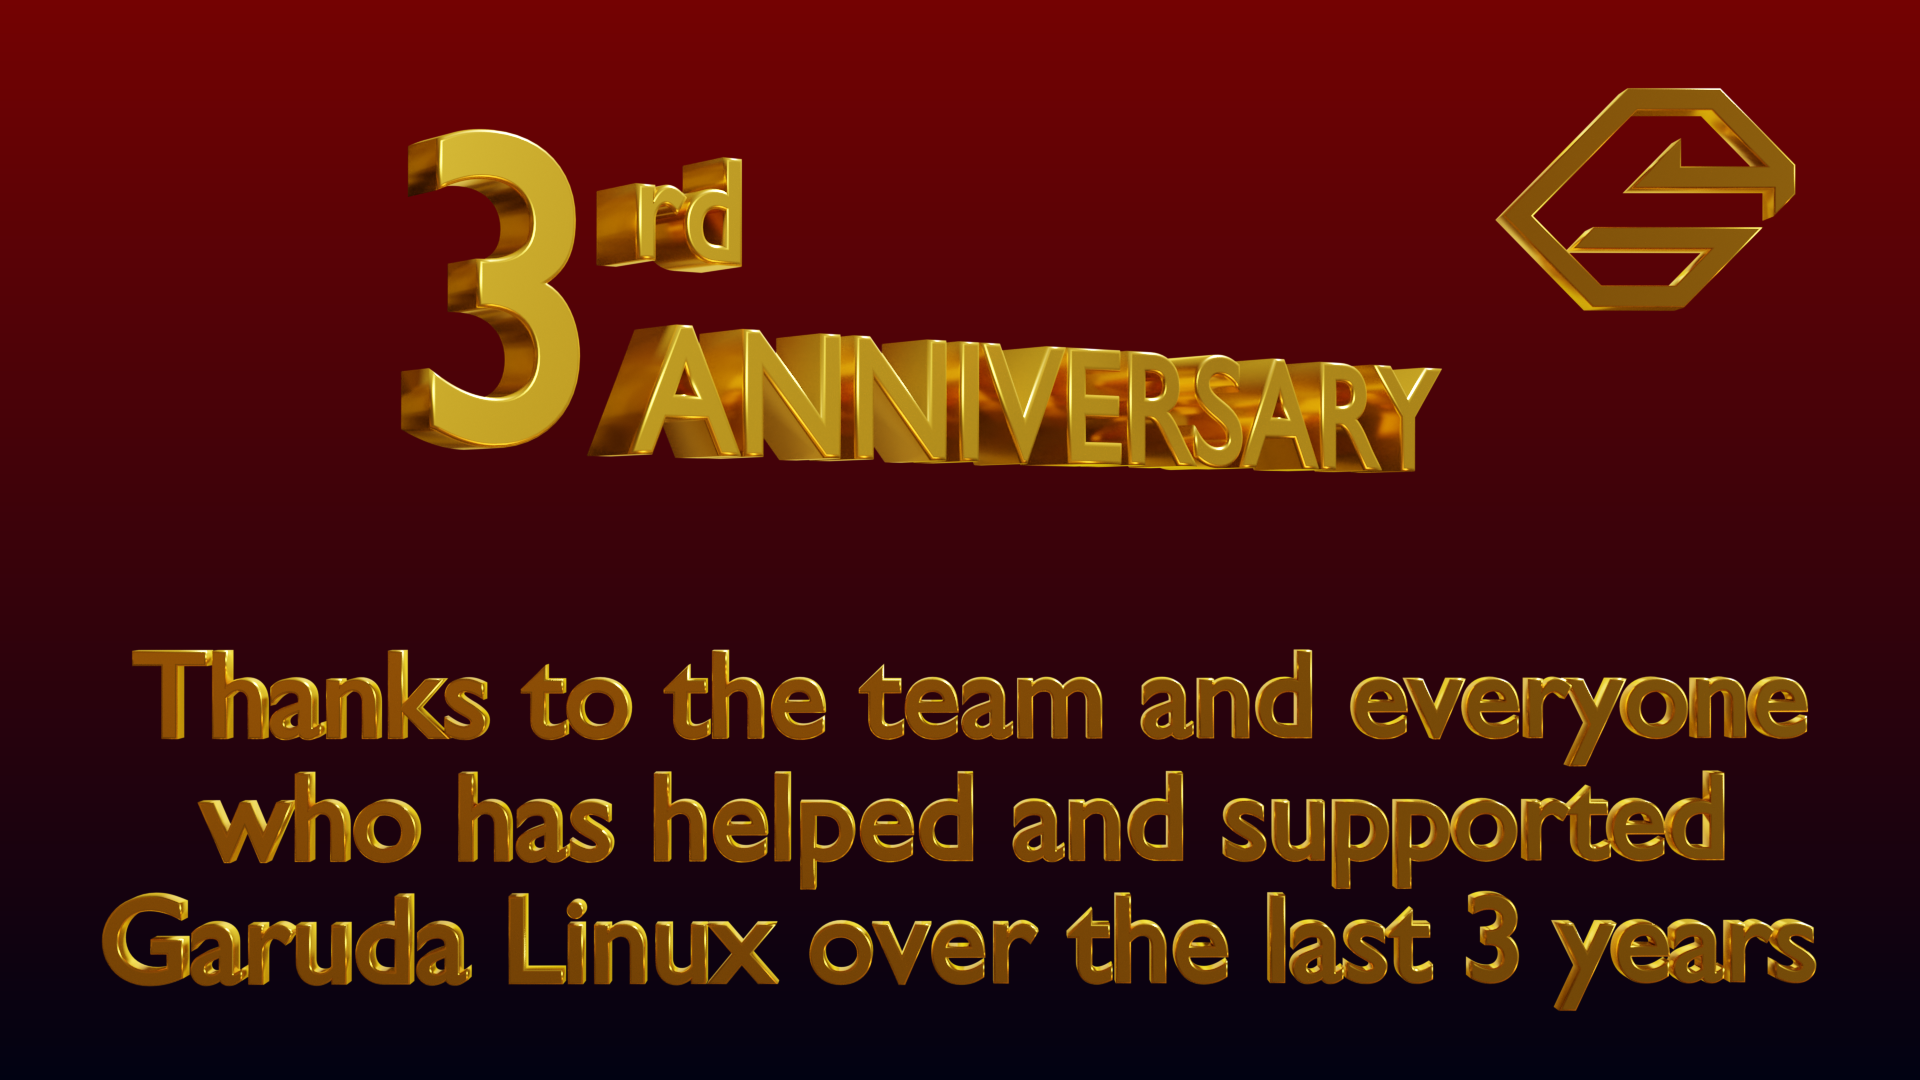 3rd
ANNIVERSARY
Thanks to the team and everyone
who has helped and supported
Garuda Linux over the last 3 years